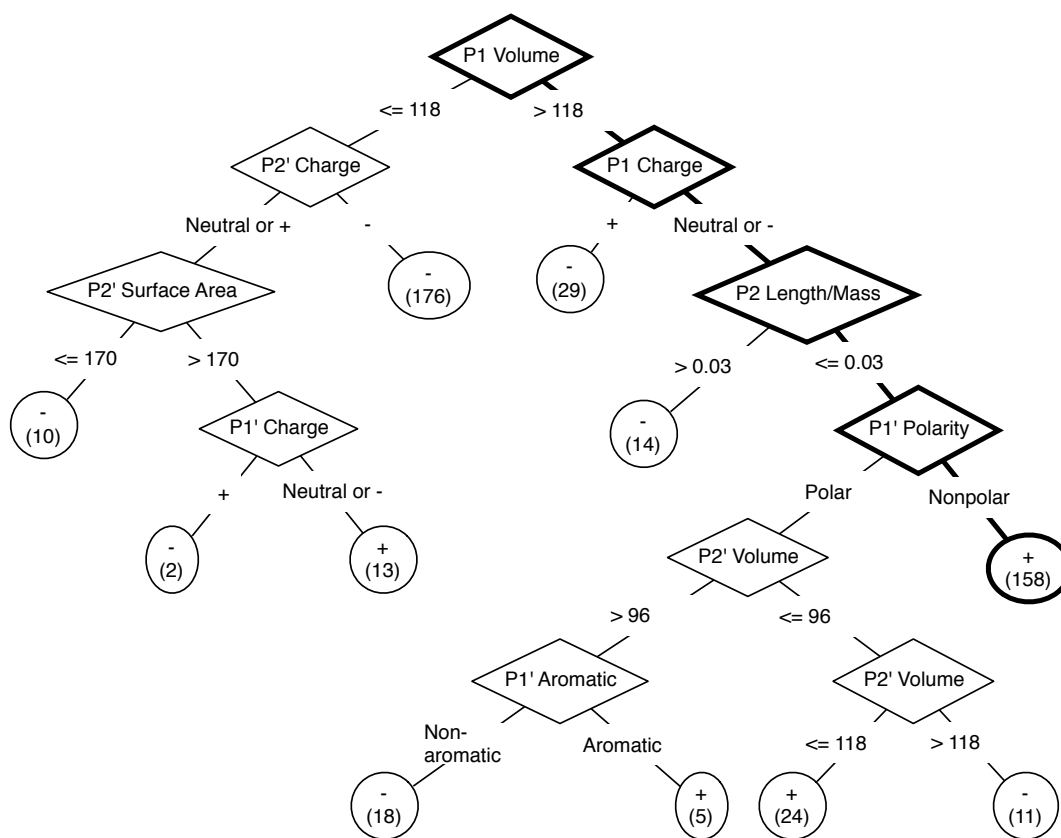 P1 Volume
<= 118
> 118
P2' Charge
P1 Charge
Neutral or +
-
+
Neutral or -
P2' Surface Area
-
(176)
-
(29)
P2 Length/Mass
<= 170
> 170
> 0.03
<= 0.03
-
(10)
P1' Charge
-
(14)
P1' Polarity
+
Neutral or -
Polar
Nonpolar
-
(2)
+
(13)
P2' Volume
+
(158)
> 96
<= 96
P1' Aromatic
P2' Volume
Non-
aromatic
Aromatic
<= 118
> 118
-
(18)
+
(5)
+
(24)
-
(11)